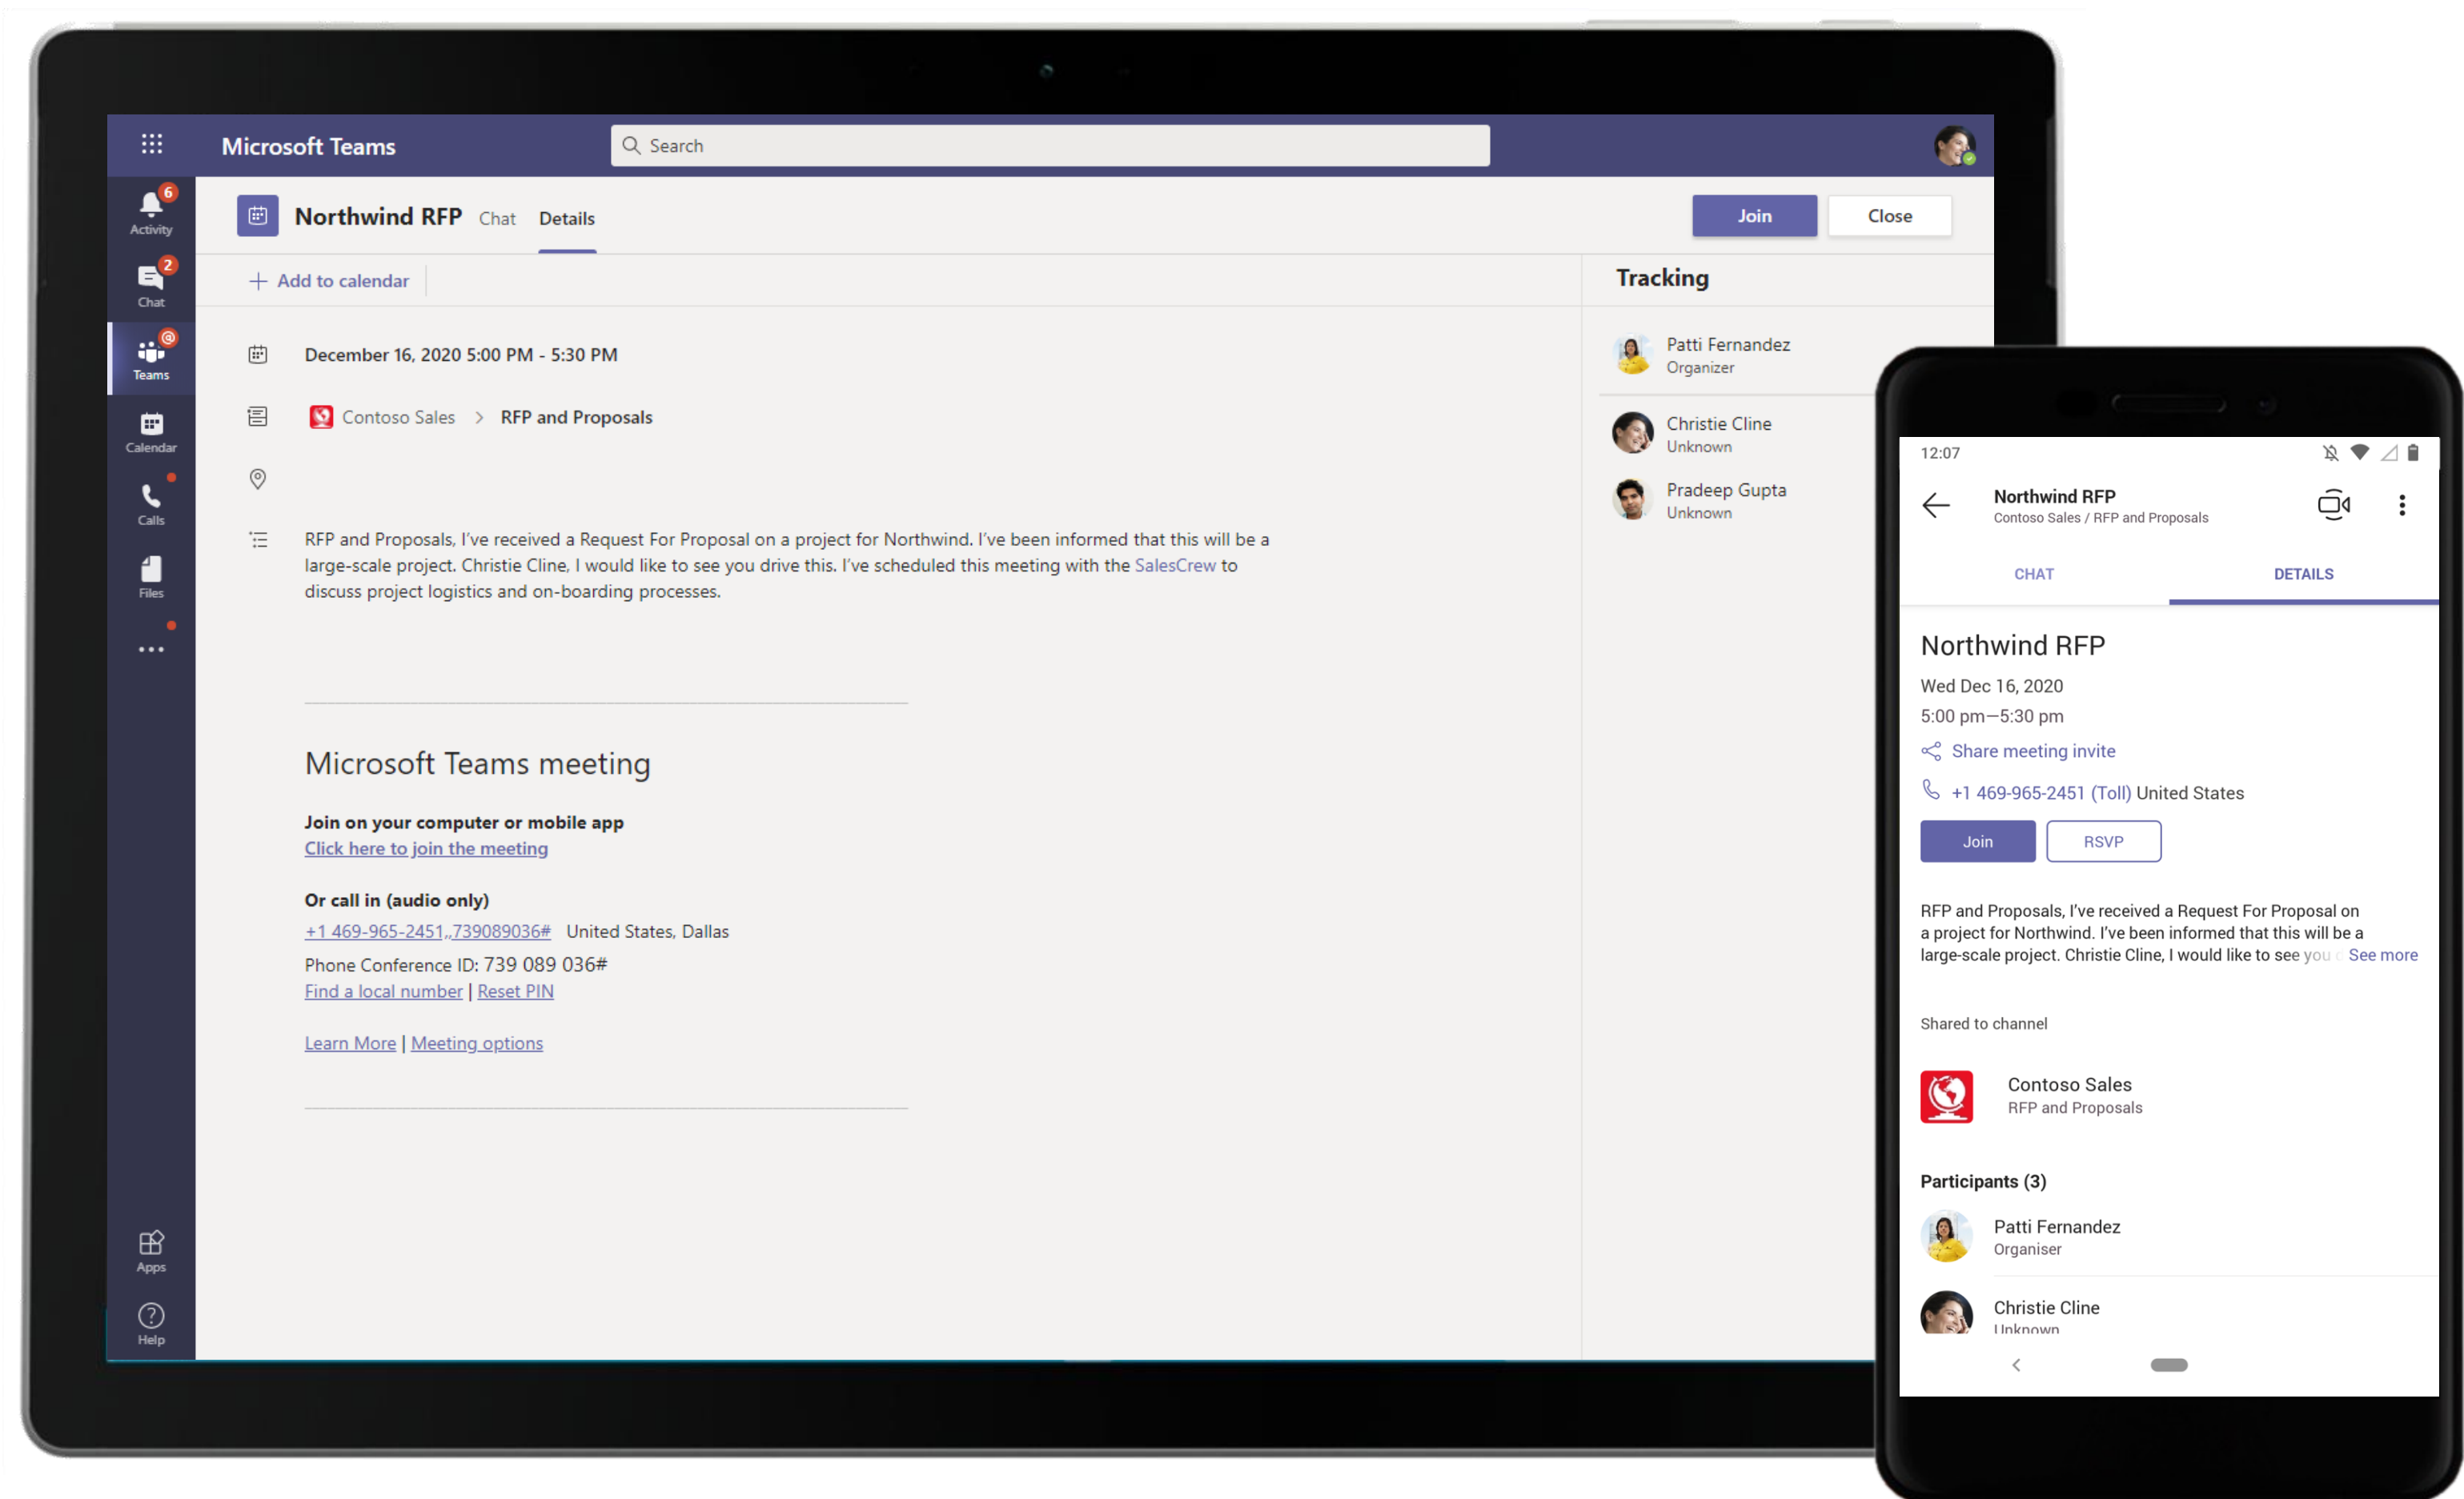 Microsoft Teams
Search
6
Activity
2
Chat
@
Teams
Calendar
Calls
Files
Apps
Help
Northwind RFP Chat Details
Join Close
+ Add to calendar
December 16, 2020 5:00 PM - 5:30 PM
Contoso Sales > RFP and Proposals
RFP and Proposals, I've received a Request For Proposal on a project for Northwind. I've been informed that this will be a
large-scale project. Christie Cline, I would like to see you drive this. I've scheduled this meeting with the SalesCrew to
discuss project logistics and on-boarding processes.
Microsoft Teams meeting
Join on your computer or mobile app
Click here to join the meeting
Or call in (audio only)
+1 469-965-2451,,739089036# United States, Dallas
Phone Conference ID: 739 089 036#
Find a local number | Reset PIN
Learn More | Meeting options
Tracking
Patti Fernandez
Organizer
Christie Cline
Unknown
Pradeep Gupta
Unknown
12:07
Northwind RFP
Contoso Sales / RFP and Proposals
CHAT DETAILS
Northwind RFP
Wed Dec 16, 2020
5:00 pm—5:30 pm
Share meeting invite
+1 469-965-2451 (Toll) United States
Join RSVP
RFP and Proposals, I've received a Request For Proposal on
a project for Northwind. I've been informed that this will be a
large-scale project. Christie Cline, I would like to see you See more
Shared to channel
Contoso Sales
RFP and Proposals
Participants (3)
Patti Fernandez
Organiser
Christie Cline
Unknown